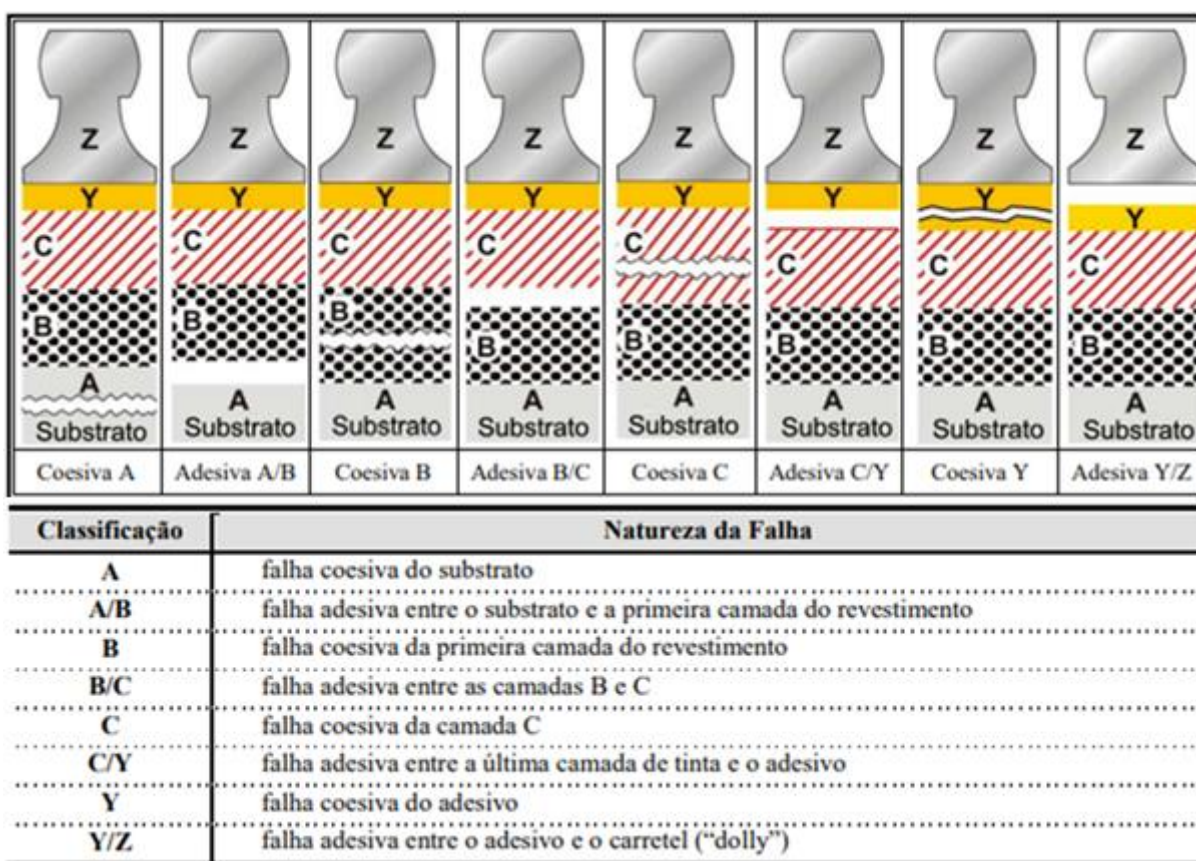 Z Z Z Z Z Z Z Z
Y Y Y Y Y Y Y Y
C C C C C C C C
B B B B B B B B
A A A A A A A A
Substrato Substrato Substrato Substrato Substrato Substrato Substrato Substrato
Coesiva A Adesiva A/B Coesiva B Adesiva B/C Coesiva C Adesiva C/Y Coesiva Y Adesiva Y/Z
Classificação Natureza da Falha
A falha coesiva do substrato
A/B falha adesiva entre o substrato e a primeira camada do revestimento
B falha coesiva da primeira camada do revestimento
B/C falha adesiva entre as camadas B e C
C falha coesiva da camada C
C/Y falha adesiva entre a última camada de tinta e o adesivo
Y falha coesiva do adesivo
Y/Z falha adesiva entre o adesivo e o carretel (“dolly”)